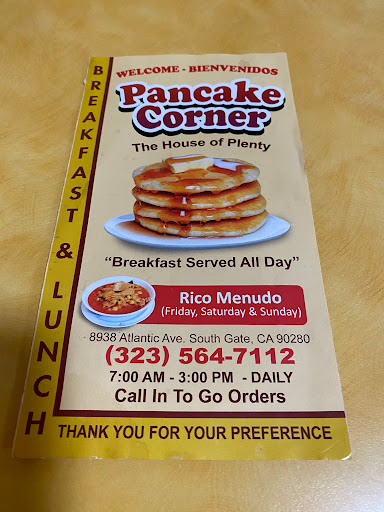 WELCOME - BIENVENIDOS
Pancake
Corner
The House of Plenty
BREAKFAST & LUNCH
"Breakfast Served All Day"
Rico Menudo
(Friday, Saturday & Sunday)
8938 Atlantic Ave. South Gate, CA 90280
(323) 564-7112
7:00 AM - 3:00 PM - DAILY
Call In To Go Orders
THANK YOU FOR YOUR PREFERENCE